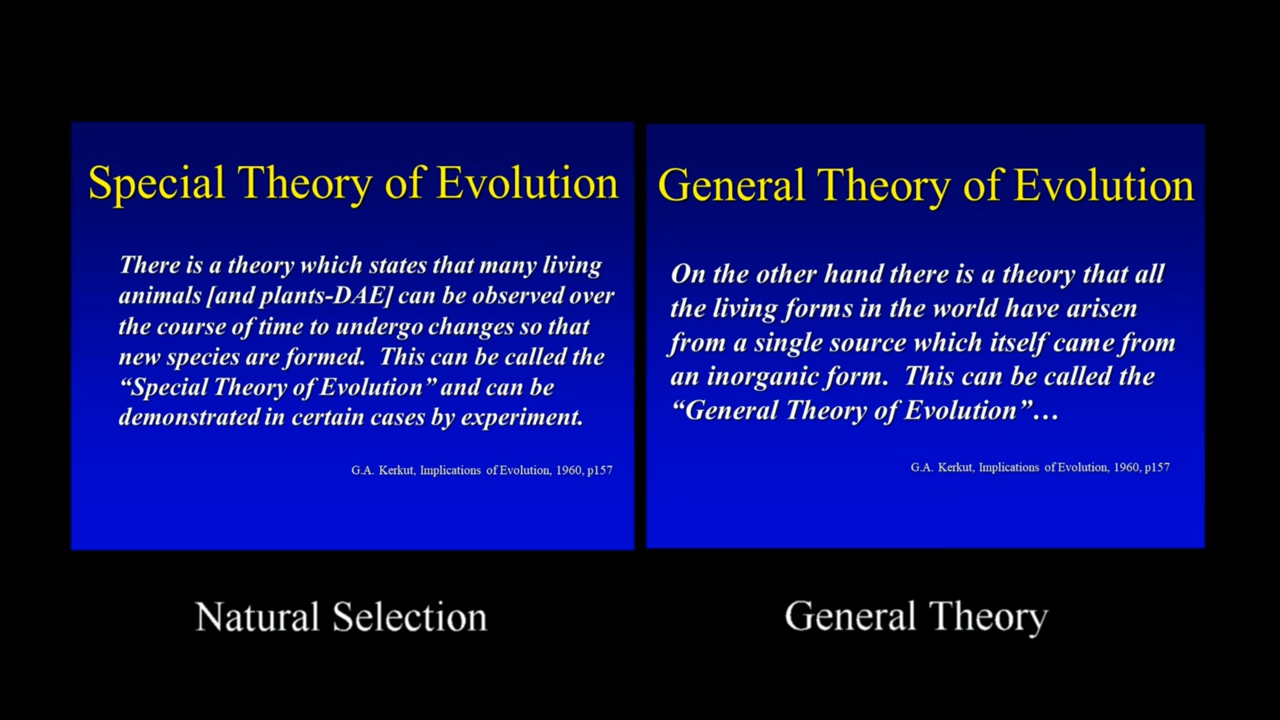 Special Theory of Evolution
There is a theory which states that many living
animals [and plants-DAE] can be observed over
the course of time to undergo changes so that
new species are formed.  This can be called the
“Special Theory of Evolution” and can be
demonstrated in certain cases by experiment.
G.A. Kerkut, Implications of Evolution, 1960, p157
Natural Selection
General Theory of Evolution
On the other hand there is a theory that all
the living forms in the world have arisen
from a single source which itself came from
an inorganic form.  This can be called the
“General Theory of Evolution”…
G.A. Kerkut, Implications of Evolution, 1960, p157
General Theory